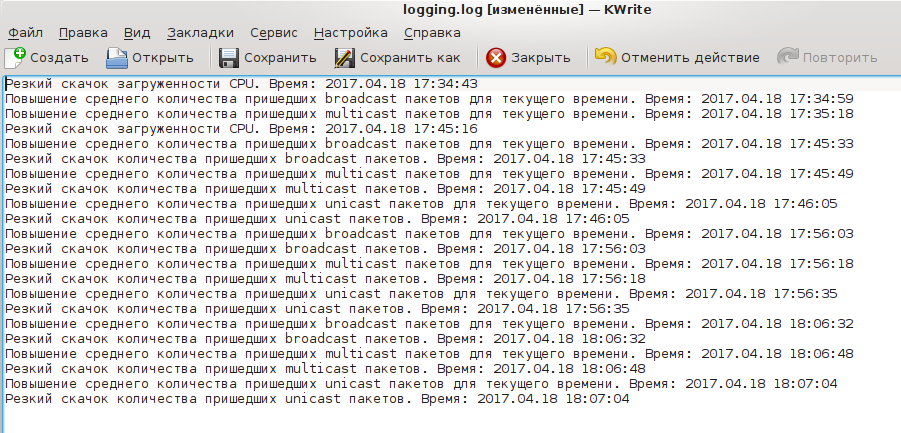 logging.log [изменённые] — KWrite
Файл Правка Вид Закладки Сервис Настройка Справка
Создать Открыть Сохранить Сохранить как Закрыть Отменить действие Повторить
Резкий скачок загруженности CPU. Время: 2017.04.18 17:34:43
Повышение среднего количества пришедших broadcast пакетов для текущего времени. Время: 2017.04.18 17:34:59
Повышение среднего количества пришедших multicast пакетов для текущего времени. Время: 2017.04.18 17:35:18
Резкий скачок загруженности CPU. Время: 2017.04.18 17:45:16
Повышение среднего количества пришедших broadcast пакетов для текущего времени. Время: 2017.04.18 17:45:33
Резкий скачок количества пришедших broadcast пакетов. Время: 2017.04.18 17:45:33
Повышение среднего количества пришедших multicast пакетов для текущего времени. Время: 2017.04.18 17:45:49
Резкий скачок количества пришедших multicast пакетов. Время: 2017.04.18 17:45:49
Повышение среднего количества пришедших unicast пакетов для текущего времени. Время: 2017.04.18 17:46:05
Резкий скачок количества пришедших unicast пакетов. Время: 2017.04.18 17:46:05
Повышение среднего количества пришедших broadcast пакетов для текущего времени. Время: 2017.04.18 17:56:03
Резкий скачок количества пришедших broadcast пакетов. Время: 2017.04.18 17:56:03
Повышение среднего количества пришедших multicast пакетов для текущего времени. Время: 2017.04.18 17:56:18
Резкий скачок количества пришедших multicast пакетов. Время: 2017.04.18 17:56:18
Повышение среднего количества пришедших unicast пакетов для текущего времени. Время: 2017.04.18 17:56:35
Резкий скачок количества пришедших unicast пакетов. Время: 2017.04.18 17:56:35
Повышение среднего количества пришедших broadcast пакетов для текущего времени. Время: 2017.04.18 18:06:32
Резкий скачок количества пришедших broadcast пакетов. Время: 2017.04.18 18:06:32
Повышение среднего количества пришедших multicast пакетов для текущего времени. Время: 2017.04.18 18:06:48
Резкий скачок количества пришедших multicast пакетов. Время: 2017.04.18 18:06:48
Повышение среднего количества пришедших unicast пакетов для текущего времени. Время: 2017.04.18 18:07:04
Резкий скачок количества пришедших unicast пакетов. Время: 2017.04.18 18:07:04